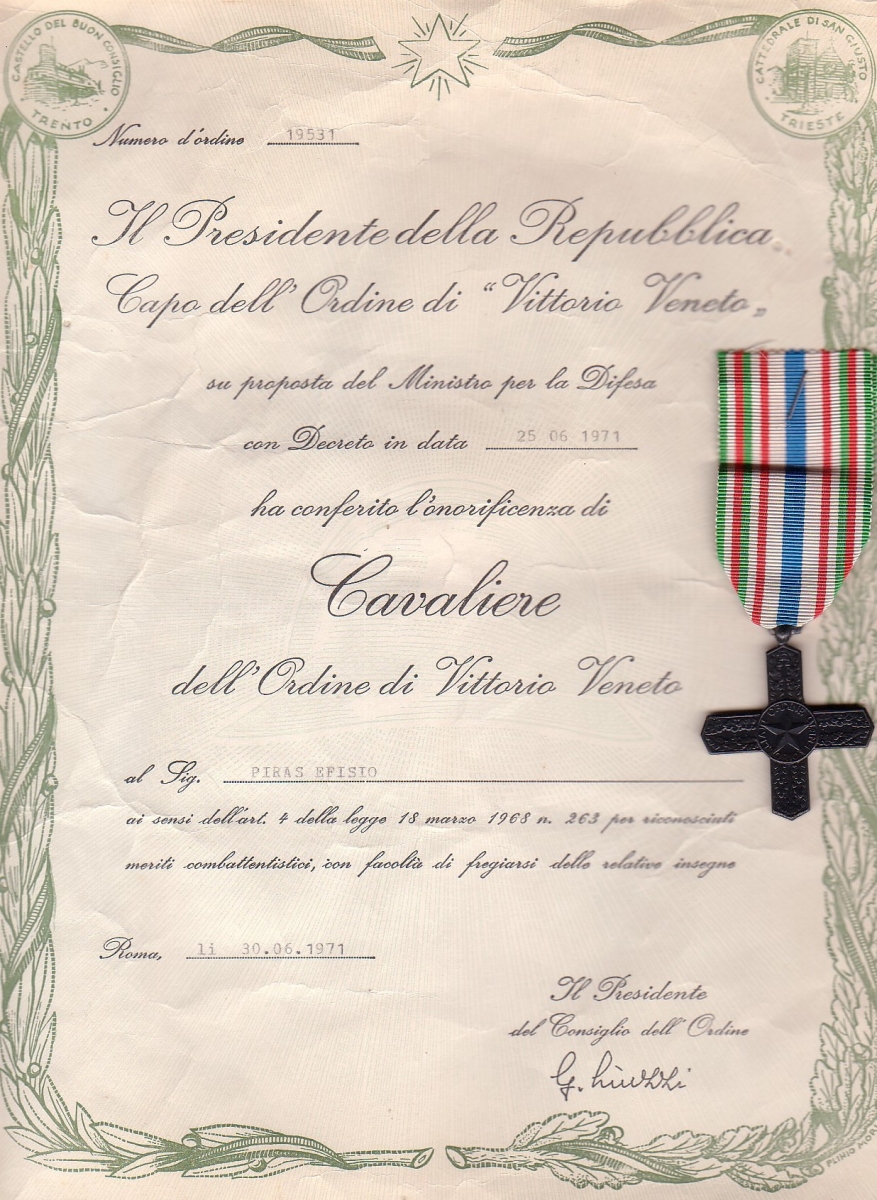 CASTELLO DEL BUON CONSIGLIO
TRENTO
CATTEDRALE DI SAN GIUSTO
TRIESTE
Numero d'ordine 19531
Il Presidente della Repubblica
Capo dell'Ordine di "Vittorio Veneto"
su proposta del Ministro per la Difesa
con Decreto in data 25 06 1971
ha conferito l'onorificenza di
Cavaliere
dell'Ordine di Vittorio Veneto
al Sig. PIRAS EFISIO
ai sensi dell'art. 4 della legge 18 marzo 1968 n. 263 per riconosciuti
meriti combattentistici, con facoltà di fregiarsi delle relative insegne
Roma, li 30.06.1971
Il Presidente
del Consiglio dell'Ordine
G. Liuzzi
PLINIO